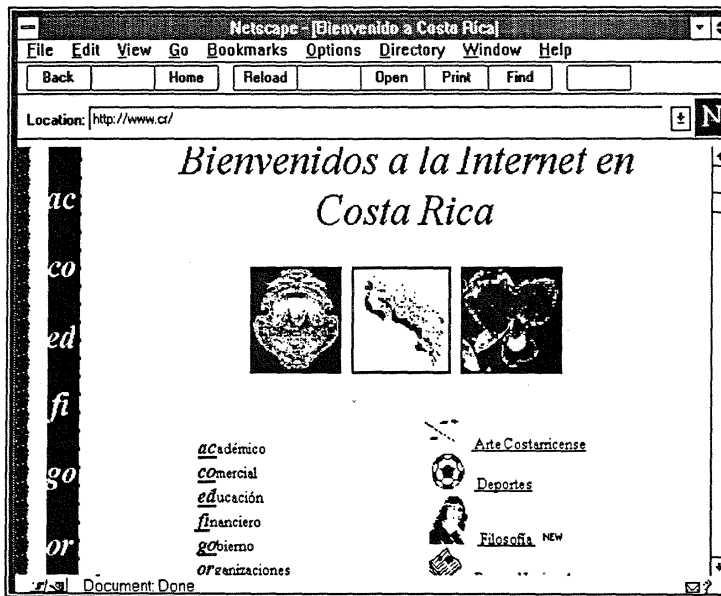 Netscape - [Bienvenido a Costa Rica]
File Edit View Go Bookmarks Options Directory Window Help
Back Home Reload Open Print Find
Location: http://www.cr/
N
Bienvenidos a la Internet en
Costa Rica
ac
co
ed
fi
go
or
académico
comercial
educación
financiero
gobierno
organizaciones
Arte Costarricense
Deportes
Filosofía NEW
Document: Done